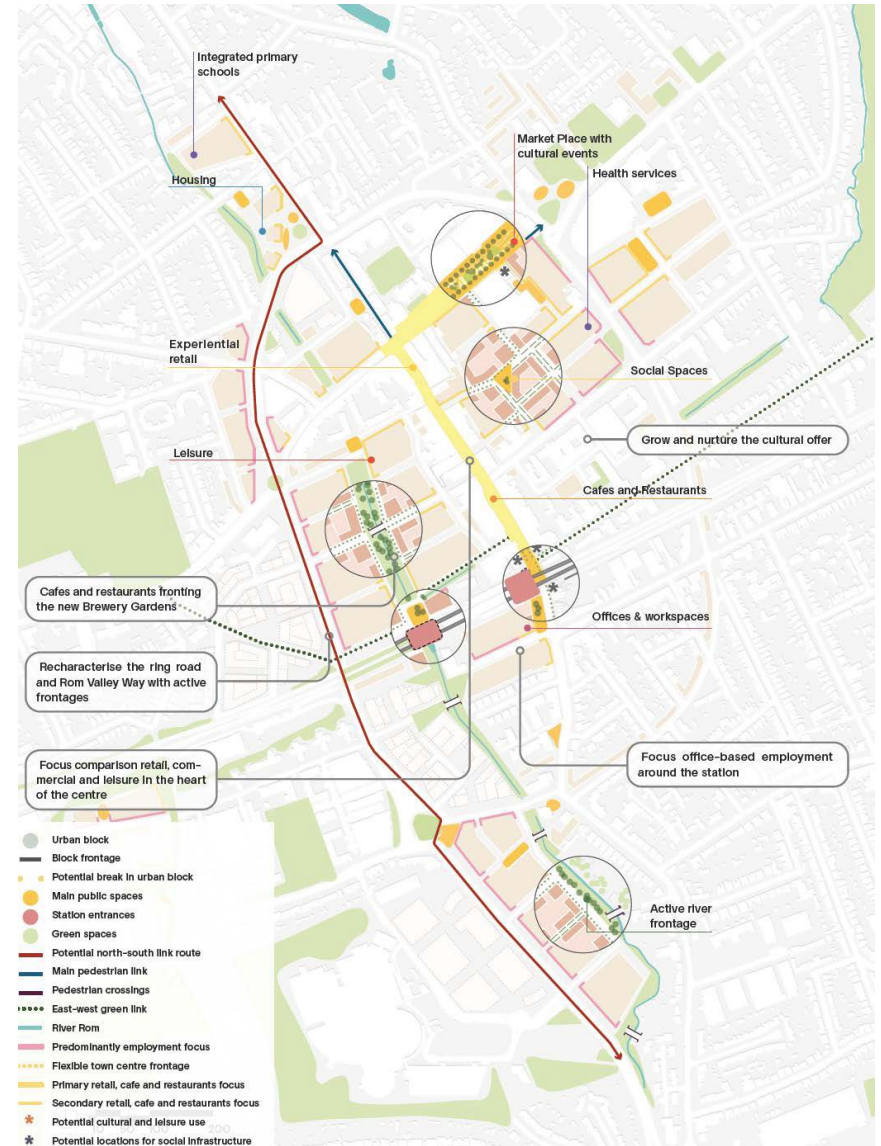 Integrated primary
schools
Market Place with
cultural events
Health services
Housing
Experiential
retail
Social Spaces
Grow and nurture the cultural offer
Leisure
Cafes and Restaurants
Cafes and restaurants fronting
the new Brewery Gardens
Offices & workspaces
Recharacterise the ring road
and Rom Valley Way with active
frontages
Focus comparison retail, com-
mercial and leisure in the heart
of the centre
Focus office-based employment
around the station
Active river
frontage
Urban block
Block frontage
Potential break in urban block
Main public spaces
Station entrances
Green spaces
Potential north-south link route
Main pedestrian link
Pedestrian crossings
East-west green link
River Rom
Predominantly employment focus
Flexible town centre frontage
Primary retail, cafe and restaurants focus
Secondary retail, cafe and restaurants focus
Potential cultural and leisure use
Potential locations for social infrastructure